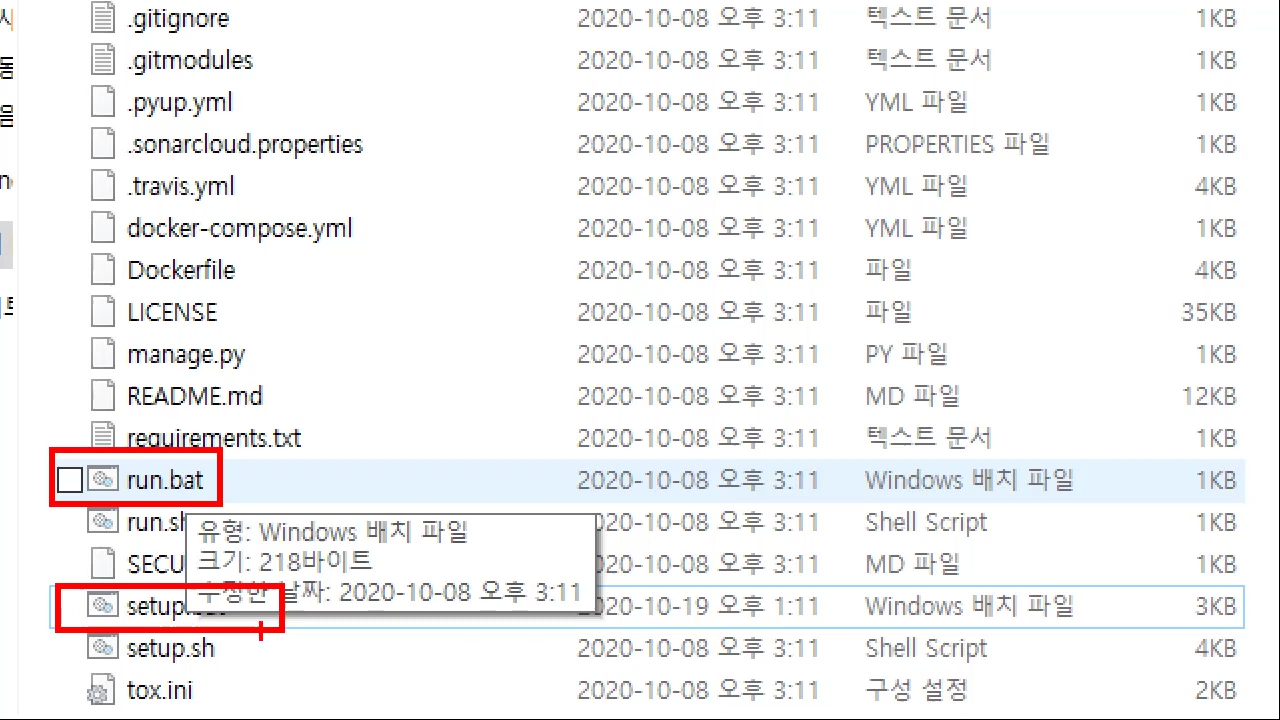 .gitignore 2020-10-08 오후 3:11 텍스트 문서 1KB
.gitmodules 2020-10-08 오후 3:11 텍스트 문서 1KB
.pyup.yml 2020-10-08 오후 3:11 YML 파일 1KB
.sonarcloud.properties 2020-10-08 오후 3:11 PROPERTIES 파일 1KB
.travis.yml 2020-10-08 오후 3:11 YML 파일 4KB
docker-compose.yml 2020-10-08 오후 3:11 YML 파일 1KB
Dockerfile 2020-10-08 오후 3:11 파일 4KB
LICENSE 2020-10-08 오후 3:11 파일 35KB
manage.py 2020-10-08 오후 3:11 PY 파일 1KB
README.md 2020-10-08 오후 3:11 MD 파일 12KB
requirements.txt 2020-10-08 오후 3:11 텍스트 문서 1KB
run.bat 2020-10-08 오후 3:11 Windows 배치 파일 1KB
오후 3:11 Shell Script 1KB
유형: Windows 배치 파일
크기: 218바이트
오후 3:11 MD 파일 1KB
수정한 날짜: 2020-10-08 오후 3:11
오후 1:11 Windows 배치 파일 3KB
setup.sh 2020-10-08 오후 3:11 Shell Script 4KB
tox.ini 2020-10-08 오후 3:11 구성 설정 2KB